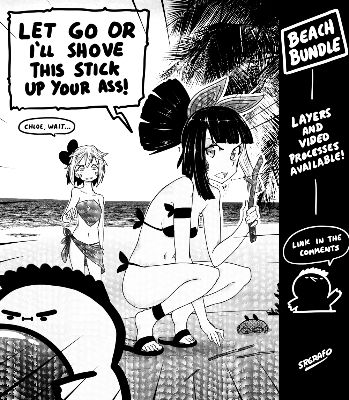 LET GO OR
I'LL SHOVE
THIS STICK
UP YOUR ASS!
CHLOE, WAIT...
BEACH
BUNDLE
LAYERS
AND
VIDEO
PROCESSES
AVAILABLE!
LINK IN THE
COMMENTS
SRGRAFO